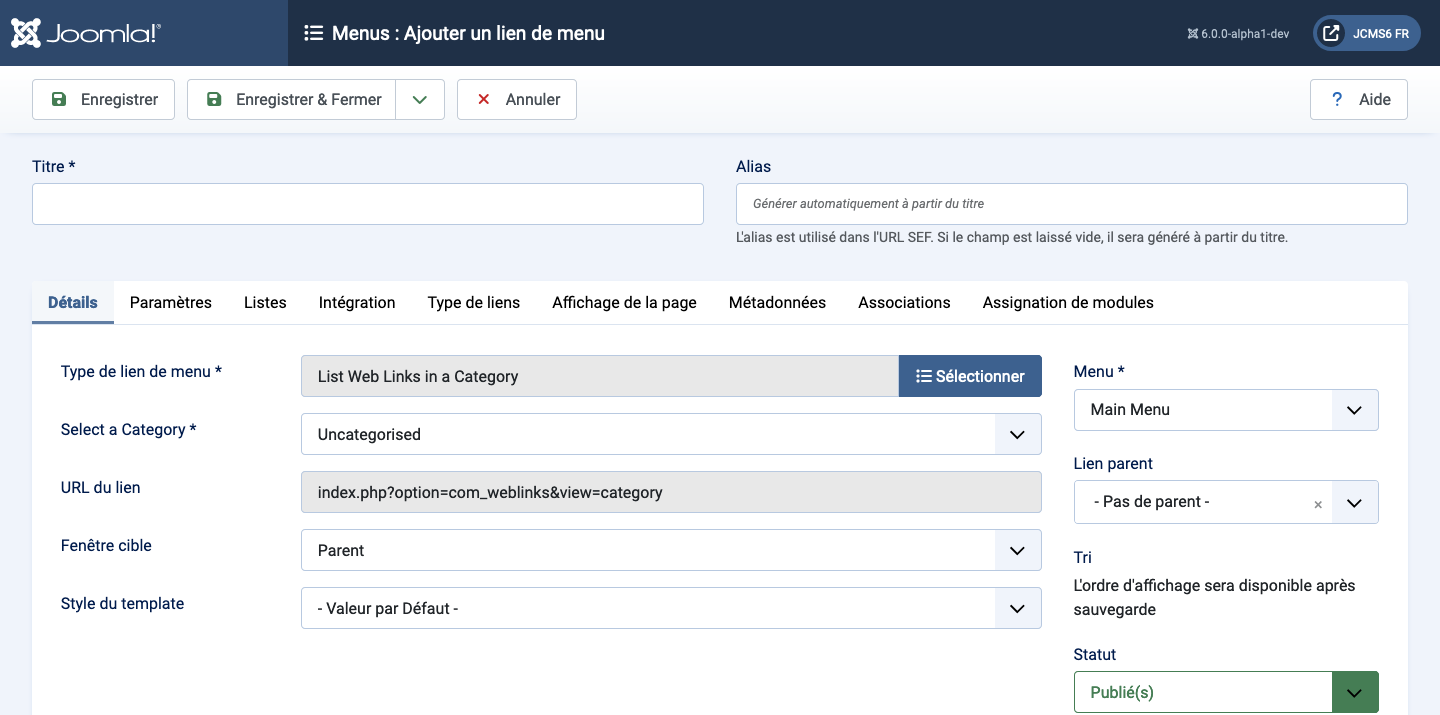 Joomla!®
Menus : Ajouter un lien de menu
6.0.0-alpha1-dev
JCMS6 FR
Enregistrer
Enregistrer & Fermer
Annuler
? Aide
Titre *
Alias
Générer automatiquement à partir du titre
L'alias est utilisé dans l'URL SEF. Si le champ est laissé vide, il sera généré à partir du titre.
Détails Paramètres Listes Intégration Type de liens Affichage de la page Métadonnées Associations Assignation de modules
Type de lien de menu *
List Web Links in a Category
Sélectionner
Select a Category *
Uncategorised
URL du lien
index.php?option=com_weblinks&view=category
Fenêtre cible
Parent
Style du template
- Valeur par Défaut -
Menu *
Main Menu
Lien parent
- Pas de parent - ×
Tri
L'ordre d'affichage sera disponible après
sauvegarde
Statut
Publié(s)